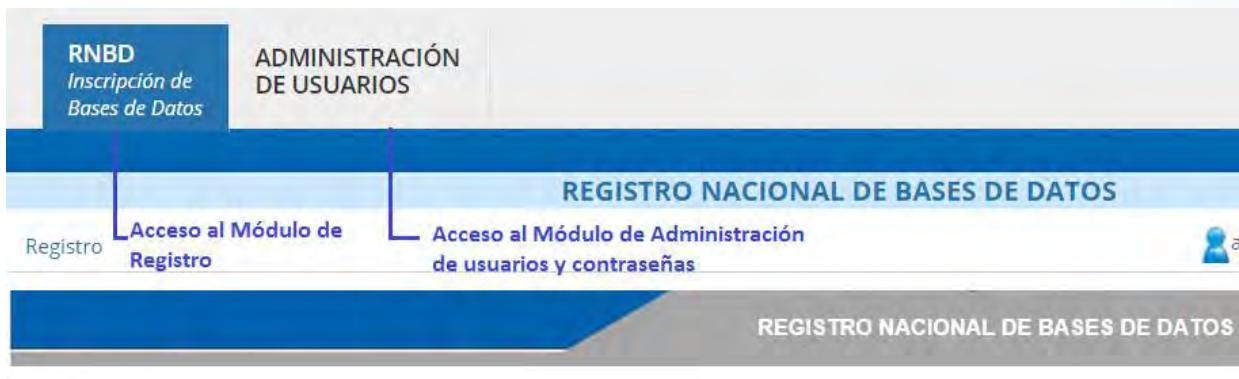 RNBD
Inscripción de
Bases de Datos
ADMINISTRACIÓN
DE USUARIOS
REGISTRO NACIONAL DE BASES DE DATOS
Registro
Acceso al Módulo de
Registro
Acceso al Módulo de Administración
de usuarios y contraseñas
a
REGISTRO NACIONAL DE BASES DE DATOS